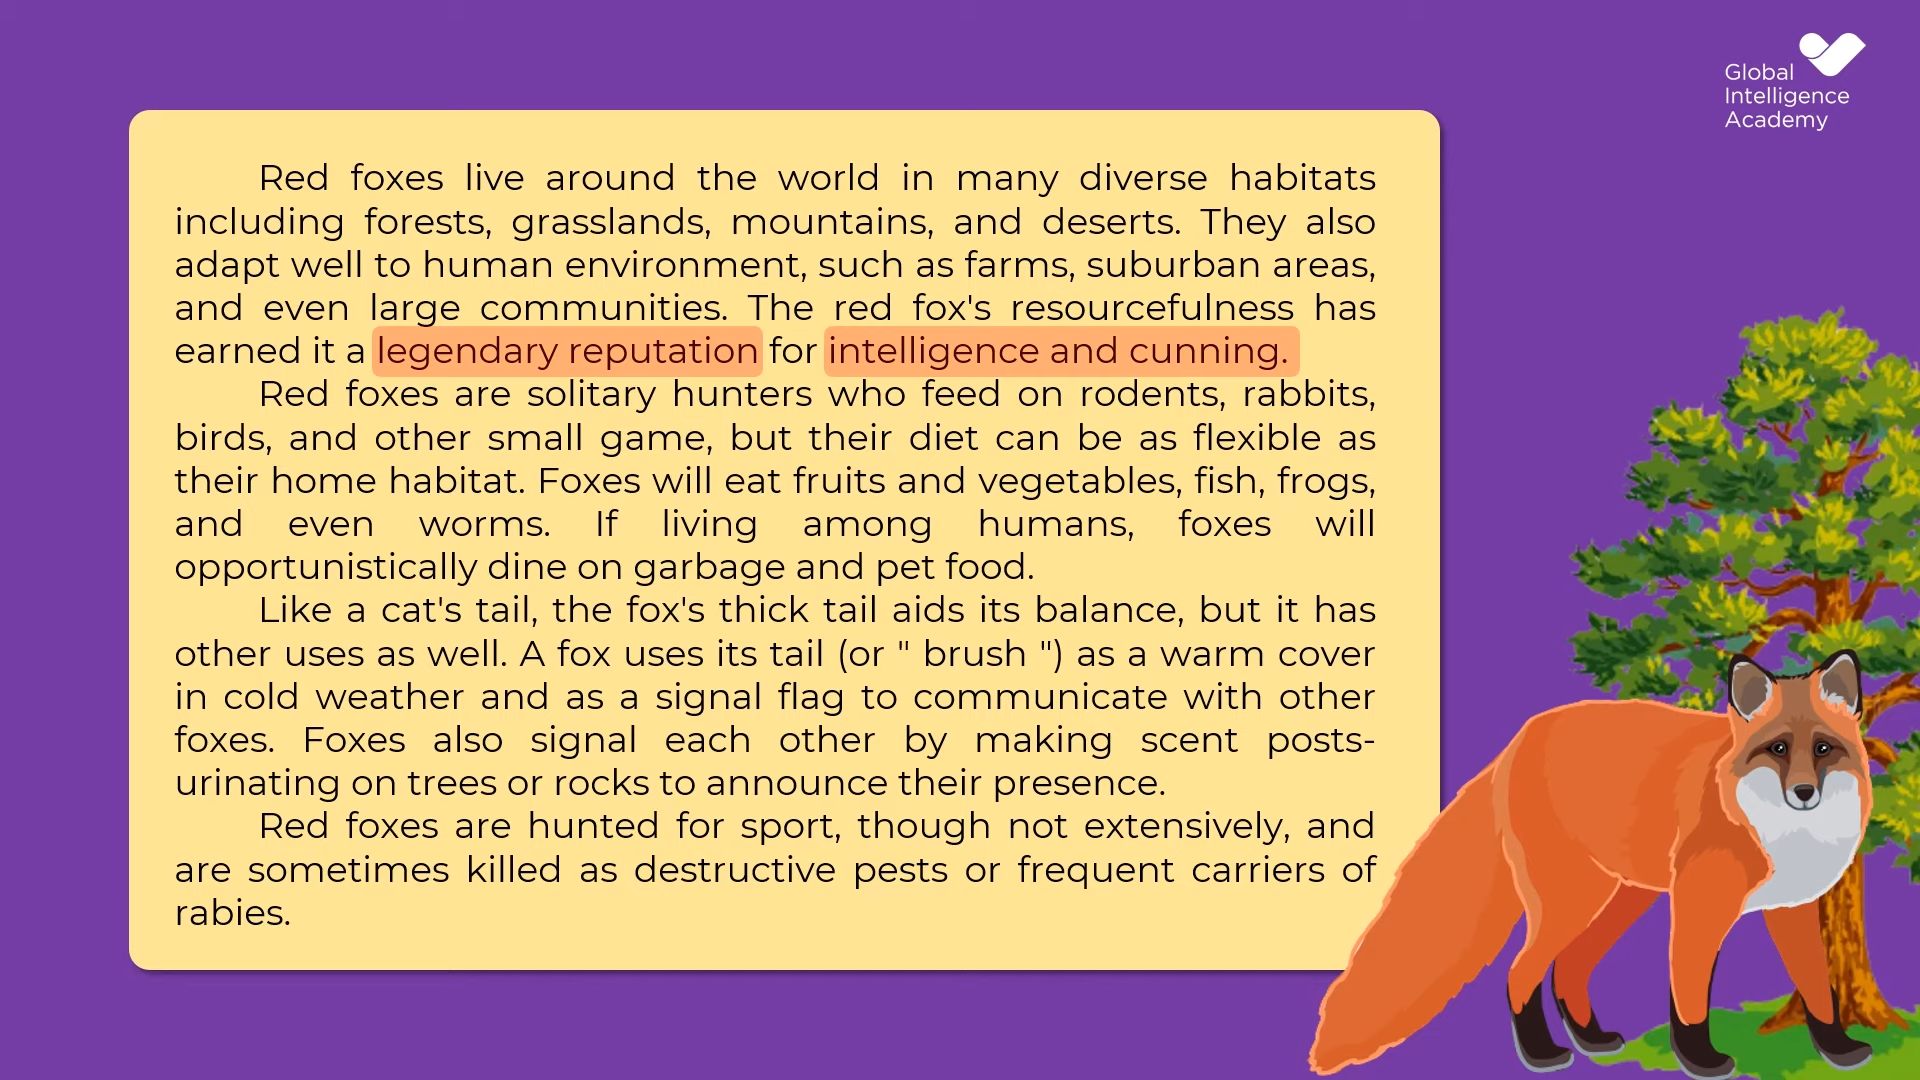 Global
Intelligence
Academy
Red foxes live around the world in many diverse habitats
including forests, grasslands, mountains, and deserts. They also
adapt well to human environment, such as farms, suburban areas,
and even large communities. The red fox's resourcefulness has
earned it a legendary reputation for intelligence and cunning.
Red foxes are solitary hunters who feed on rodents, rabbits,
birds, and other small game, but their diet can be as flexible as
their home habitat. Foxes will eat fruits and vegetables, fish, frogs,
and even worms. If living among humans, foxes will
opportunistically dine on garbage and pet food.
Like a cat's tail, the fox's thick tail aids its balance, but it has
other uses as well. A fox uses its tail (or " brush ") as a warm cover
in cold weather and as a signal flag to communicate with other
foxes. Foxes also signal each other by making scent posts-
urinating on trees or rocks to announce their presence.
Red foxes are hunted for sport, though not extensively, and
are sometimes killed as destructive pests or frequent carriers of
rabies.